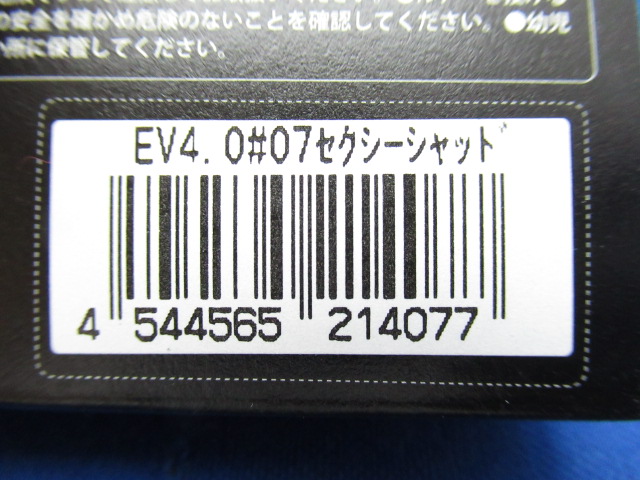 の安全を確かめ危険のないことを確認してください。●幼児
い所に保管してください。
EV4.0#07セクシーシャッド
4 544565 214077